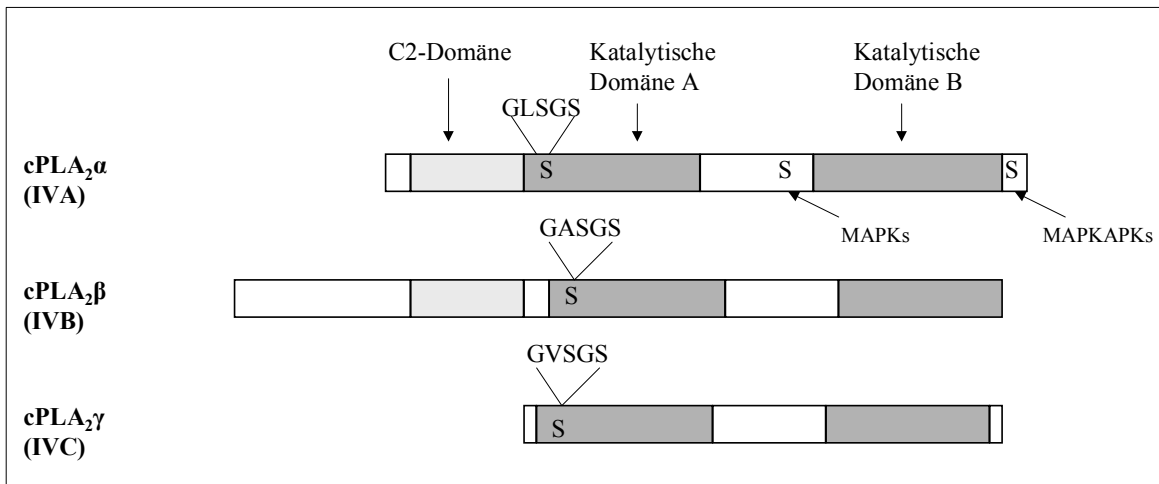 C2-Domäne
Katalytische
Domäne A
Katalytische
Domäne B
GLSGS
cPLA₂α
(IVA)
S
S
S
MAPKs
MAPKAPKs
GASGS
cPLA₂β
(IVB)
S
GVSGS
cPLA₂γ
(IVC)
S